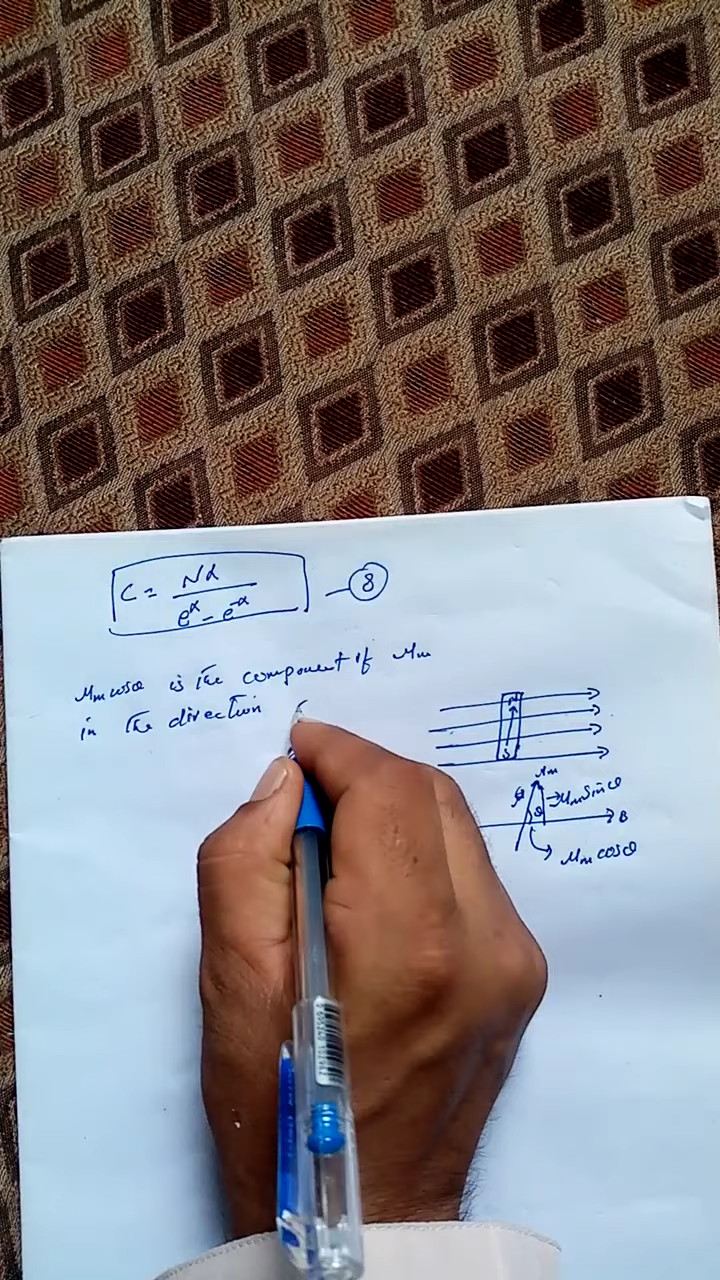 C = Nα / e^α - e^-α — 8
μm cosθ is the component of μm
in the direction
N
S
μm
θ → μm sinθ
B
μm cosθ